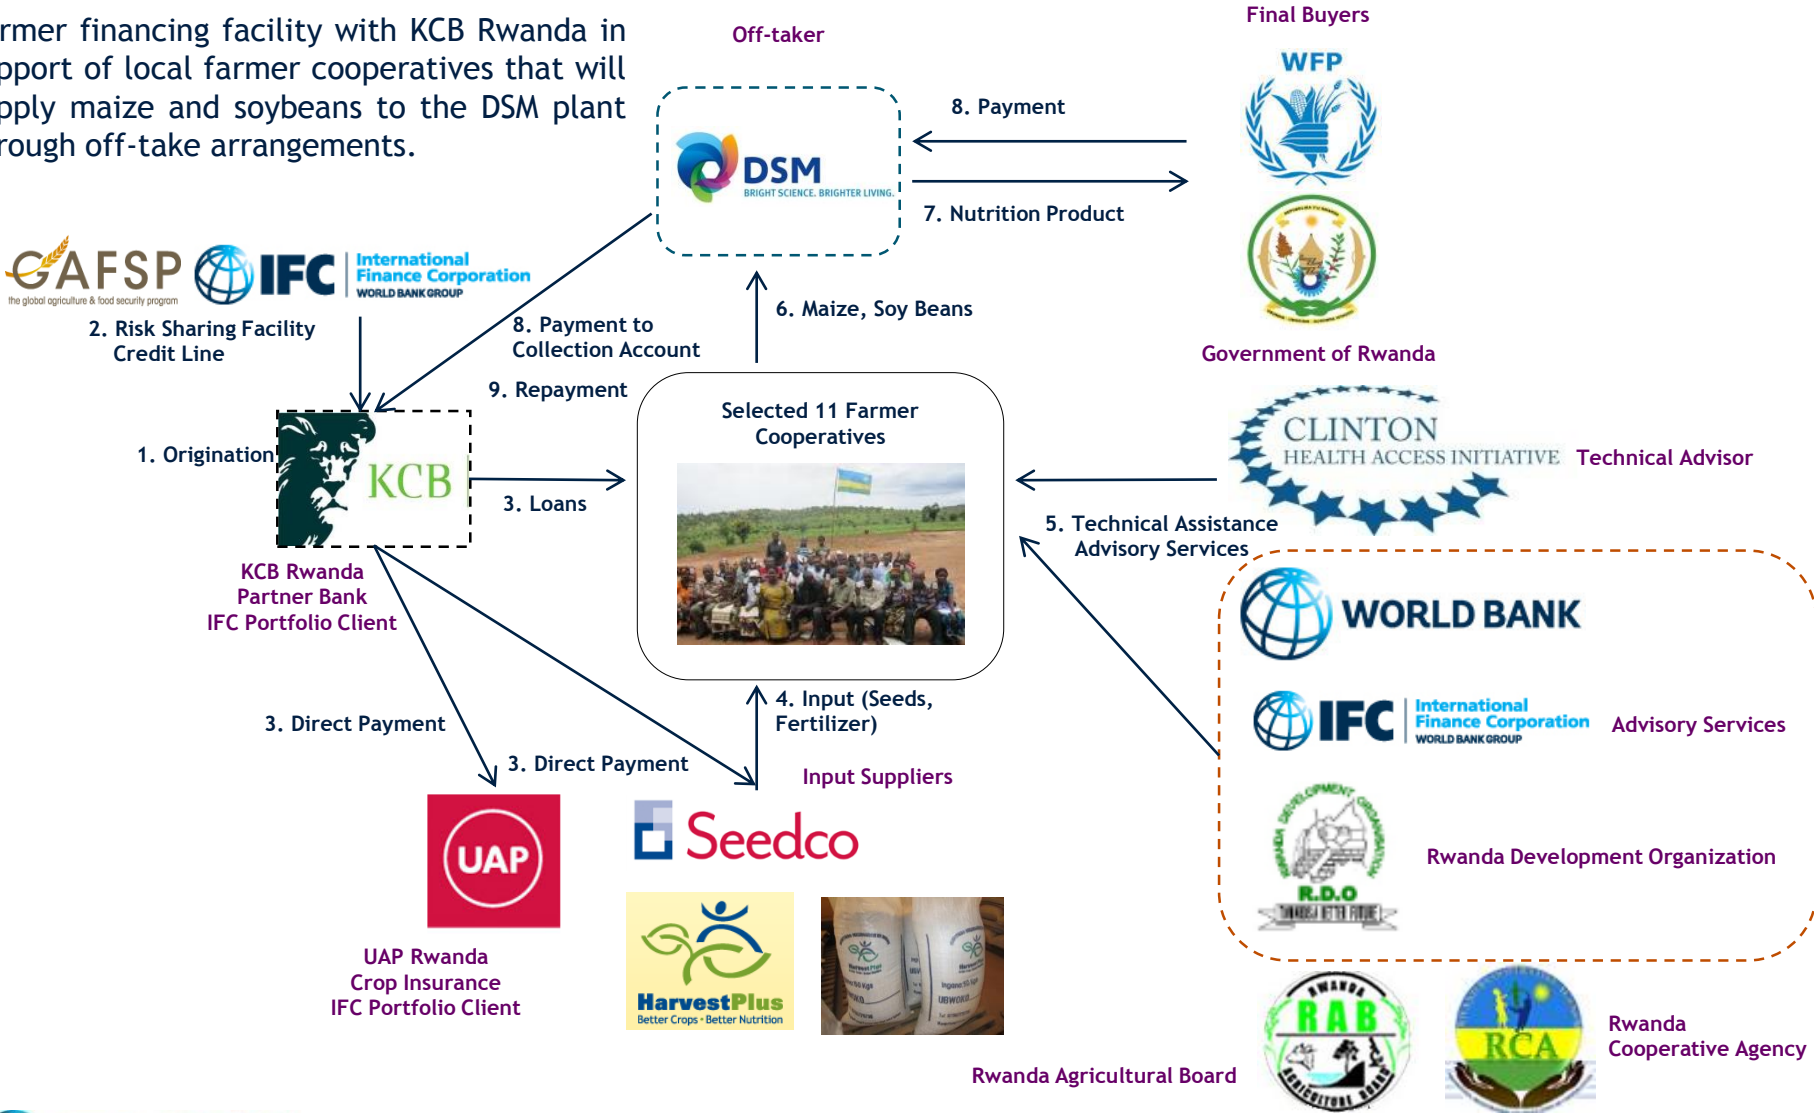 rmer financing facility with KCB Rwanda in
pport of local farmer cooperatives that will
pply maize and soybeans to the DSM plant
rough off-take arrangements.
Off-taker
Final Buyers
WFP
8. Payment
DSM
BRIGHT SCIENCE. BRIGHTER LIVING.
7. Nutrition Product
GAFSP
the global agriculture & food security program
IFC
International
Finance Corporation
WORLD BANK GROUP
2. Risk Sharing Facility
Credit Line
8. Payment to
Collection Account
6. Maize, Soy Beans
Government of Rwanda
9. Repayment
1. Origination
KCB
3. Loans
Selected 11 Farmer
Cooperatives
CLINTON
HEALTH ACCESS INITIATIVE
Technical Advisor
5. Technical Assistance
Advisory Services
KCB Rwanda
Partner Bank
IFC Portfolio Client
WORLD BANK
IFC
International
Finance Corporation
WORLD BANK GROUP
Advisory Services
3. Direct Payment
3. Direct Payment
4. Input (Seeds,
Fertilizer)
Input Suppliers
UAP
Seedco
RWANDA DEVELOPMENT ORGANISATION
R.D.O
Rwanda Development Organization
UAP Rwanda
Crop Insurance
IFC Portfolio Client
HarvestPlus
Better Crops • Better Nutrition
HarvestPlus
RWANDA
RAB
AGRICULTURE BOARD
RCA
Rwanda
Cooperative Agency
Rwanda Agricultural Board